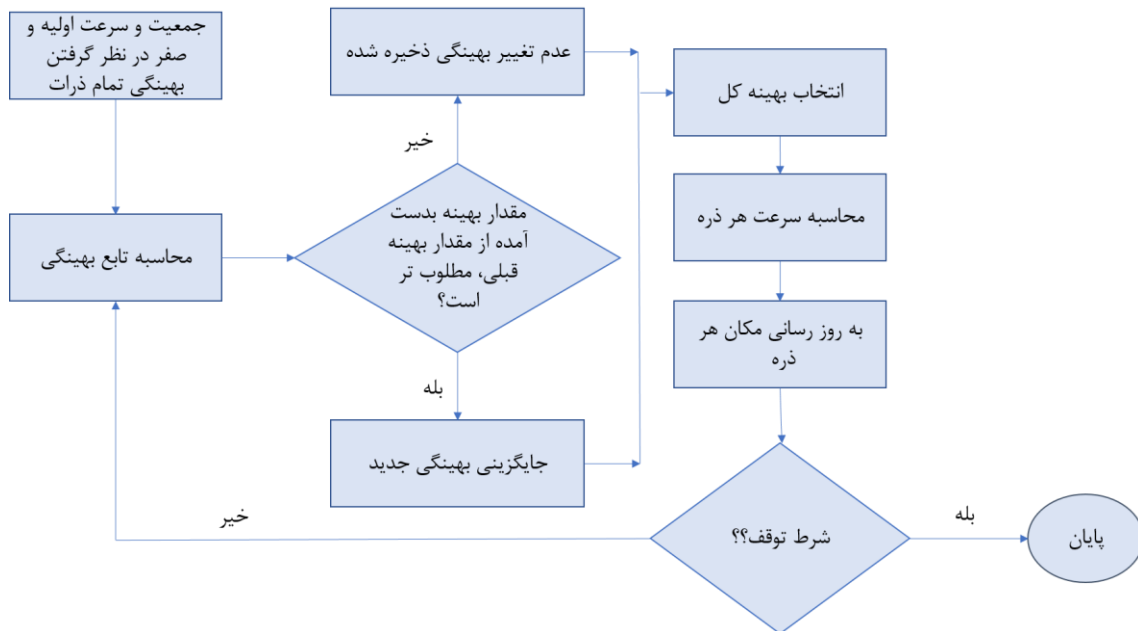 جمعیت و سرعت اولیه و
صفر در نظر گرفتن
بهینگی تمام ذرات
محاسبه تابع بهینگی
مقدار بهینه بدست
آمده از مقدار بهینه
قبلی، مطلوب تر
است؟
خیر
عدم تغییر بهینگی ذخیره شده
بله
جایگزینی بهینگی جدید
انتخاب بهینه کل
محاسبه سرعت هر ذره
به روز رسانی مکان هر
ذره
شرط توقف؟؟
خیر
بله
پایان